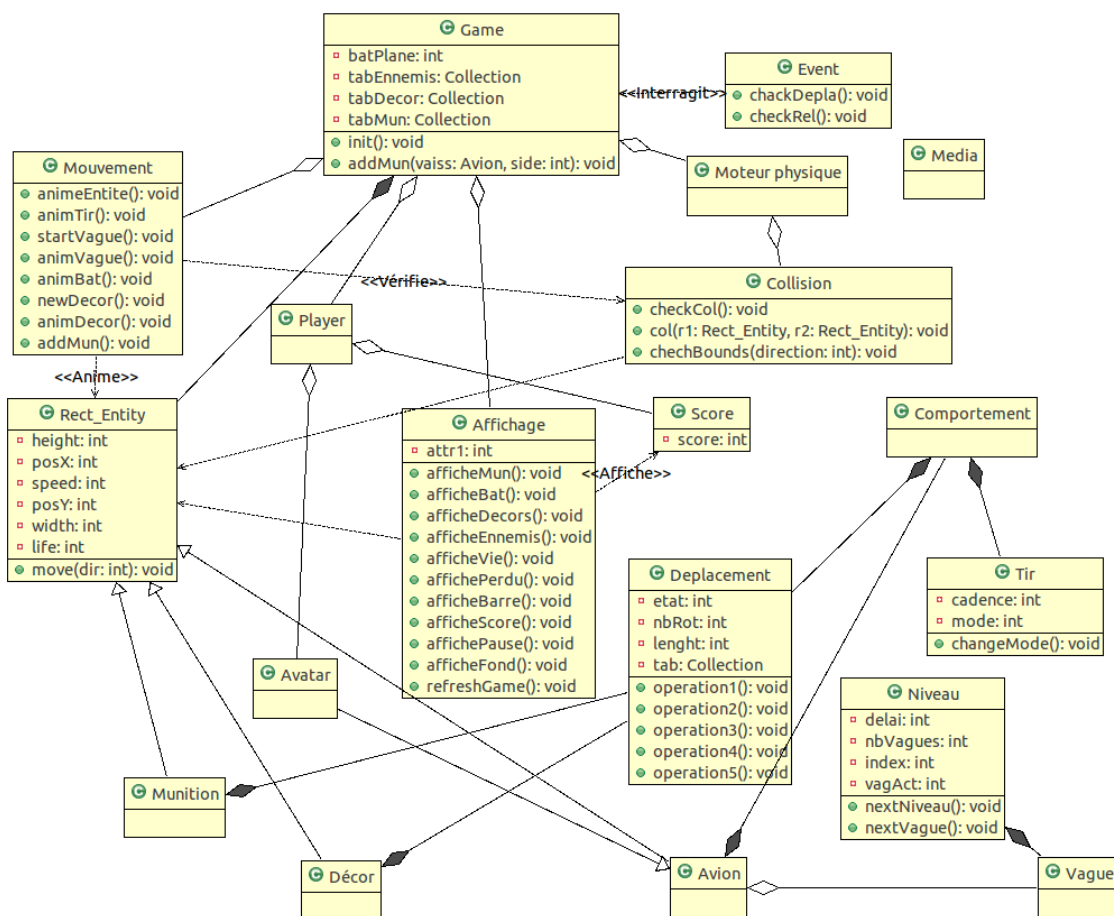 Game
batPlane: int
tabEnnemis: Collection
tabDecor: Collection
tabMun: Collection
init(): void
addMun(vaiss: Avion, side: int): void
<<Interragit>>
Event
chackDepla(): void
checkRel(): void
Mouvement
animeEntite(): void
animTir(): void
startVague(): void
animVague(): void
animBat(): void
newDecor(): void
animDecor(): void
addMun(): void
Moteur physique
Media
<<Vérifie>>
Collision
checkCol(): void
col(r1: Rect_Entity, r2: Rect_Entity): void
chechBounds(direction: int): void
Player
<<Anime>>
Rect_Entity
height: int
posX: int
speed: int
posY: int
width: int
life: int
move(dir: int): void
Affichage
attr1: int
afficheMun(): void
afficheBat(): void
afficheDecors(): void
afficheEnnemis(): void
afficheVie(): void
affichePerdu(): void
afficheBarre(): void
afficheScore(): void
affichePause(): void
afficheFond(): void
refreshGame(): void
Score
score: int
<<Affiche>>
Comportement
Deplacement
etat: int
nbRot: int
lenght: int
tab: Collection
operation1(): void
operation2(): void
operation3(): void
operation4(): void
operation5(): void
Tir
cadence: int
mode: int
changeMode(): void
Avatar
Niveau
delai: int
nbVagues: int
index: int
vagAct: int
nextNiveau(): void
nextVague(): void
Munition
Décor
Avion
Vague